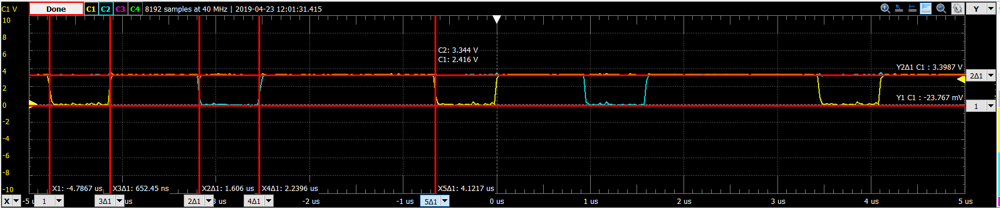 C1 V Done C1 C2 C3 C4 8192 samples at 40 MHz | 2019-04-23 12:01:31.415 Y
10
8
6
4
2
0
-2
-4
-6
-8
-10
C2: 3.344 V
C1: 2.416 V
Y2Δ1 C1 : 3.3987 V
2Δ1
Y1 C1 : -23.767 mV
1
X1: -4.7867 us X3Δ1: 652.45 ns X2Δ1: 1.606 us X4Δ1: 2.2396 us X5Δ1: 4.1217 us
X -5 u 1 3Δ1 us 2Δ1 3 us 4Δ1 -2 us -1 us 5Δ1 0 us 1 us 2 us 3 us 4 us 5 us